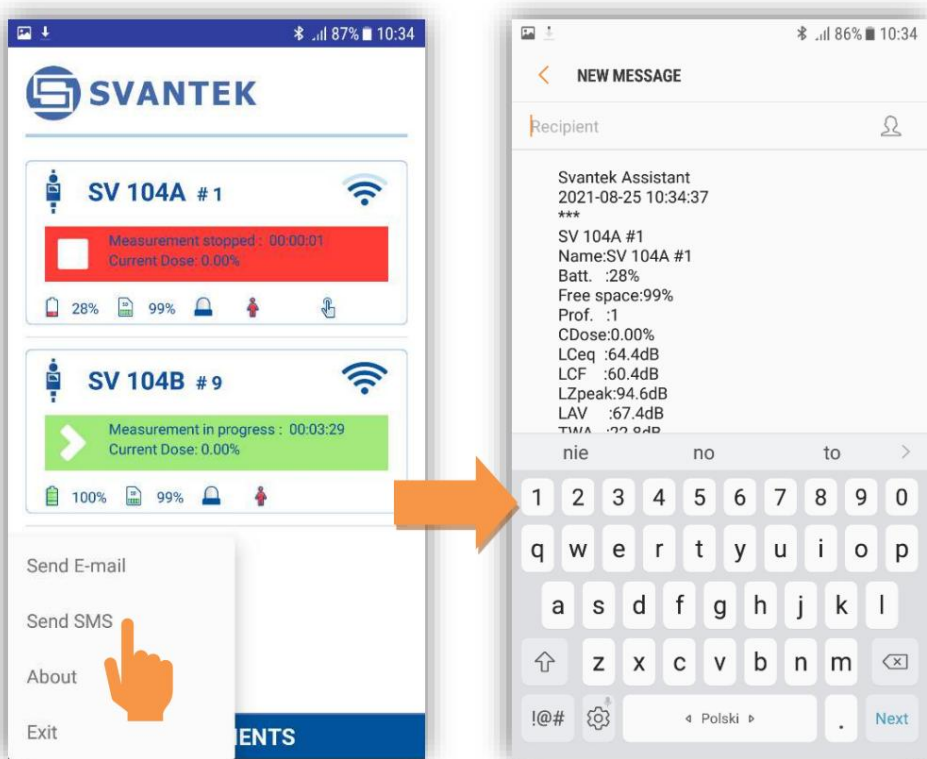 87% 10:34
SVANTEK
SV 104A # 1
Measurement stopped : 00:00:01
Current Dose: 0.00%
28% 99%
SV 104B # 9
Measurement in progress : 00:03:29
Current Dose: 0.00%
100% 99%
Send E-mail
Send SMS
About
Exit
ENTS
86% 10:34
NEW MESSAGE
Recipient
Svantek Assistant
2021-08-25 10:34:37
***
SV 104A #1
Name:SV 104A #1
Batt. :28%
Free space:99%
Prof. :1
CDose:0.00%
LCeq :64.4dB
LCF :60.4dB
LZpeak:94.6dB
LAV :67.4dB
TWA :22.8dB
nie no to
1 2 3 4 5 6 7 8 9 0
q w e r t y u i o p
a s d f g h j k l
z x c v b n m
!@# Polski . Next